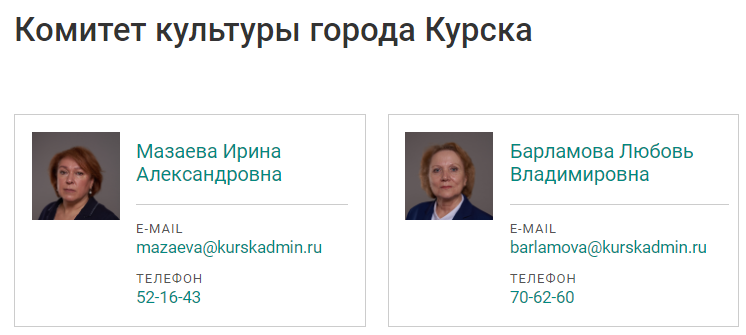 Комитет культуры города Курска
Мазаева Ирина
Александровна
E-MAIL
mazaeva@kurskadmin.ru
ТЕЛЕФОН
52-16-43
Барламова Любовь
Владимировна
E-MAIL
barlamova@kurskadmin.ru
ТЕЛЕФОН
70-62-60